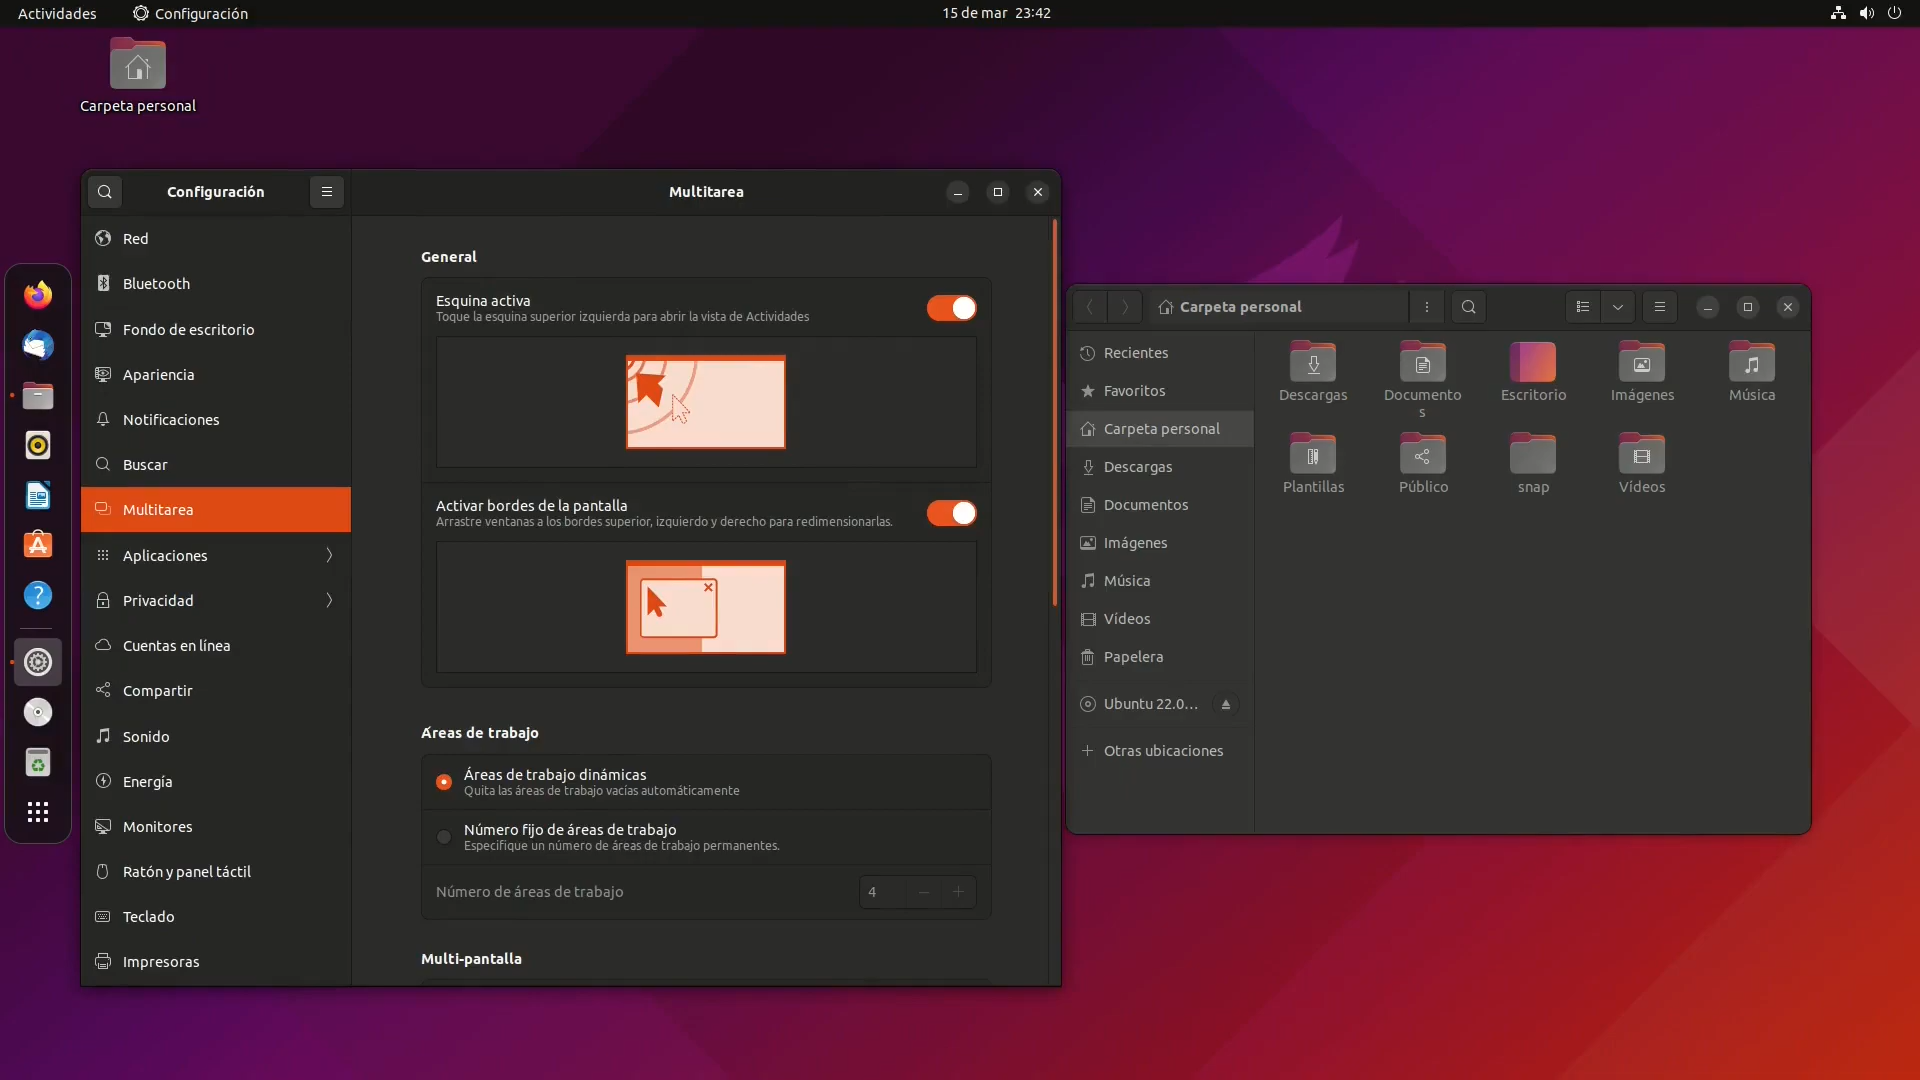 Actividades
Configuración
15 de mar 23:42
Carpeta personal
Configuración
Multitarea
Red
Bluetooth
Fondo de escritorio
Apariencia
Notificaciones
Buscar
Multitarea
Aplicaciones
Privacidad
Cuentas en línea
Compartir
Sonido
Energía
Monitores
Ratón y panel táctil
Teclado
Impresoras
General
Esquina activa
Toque la esquina superior izquierda para abrir la vista de Actividades
Activar bordes de la pantalla
Arrastre ventanas a los bordes superior, izquierdo y derecho para redimensionarlas.
Áreas de trabajo
Áreas de trabajo dinámicas
Quita las áreas de trabajo vacías automáticamente
Número fijo de áreas de trabajo
Especifique un número de áreas de trabajo permanentes.
Número de áreas de trabajo
4
Multi-pantalla
Carpeta personal
Recientes
Favoritos
Carpeta personal
Descargas
Documentos
Imágenes
Música
Vídeos
Papelera
Ubuntu 22.0…
Otras ubicaciones
Descargas
Documento
s
Escritorio
Imágenes
Música
Plantillas
Público
snap
Vídeos